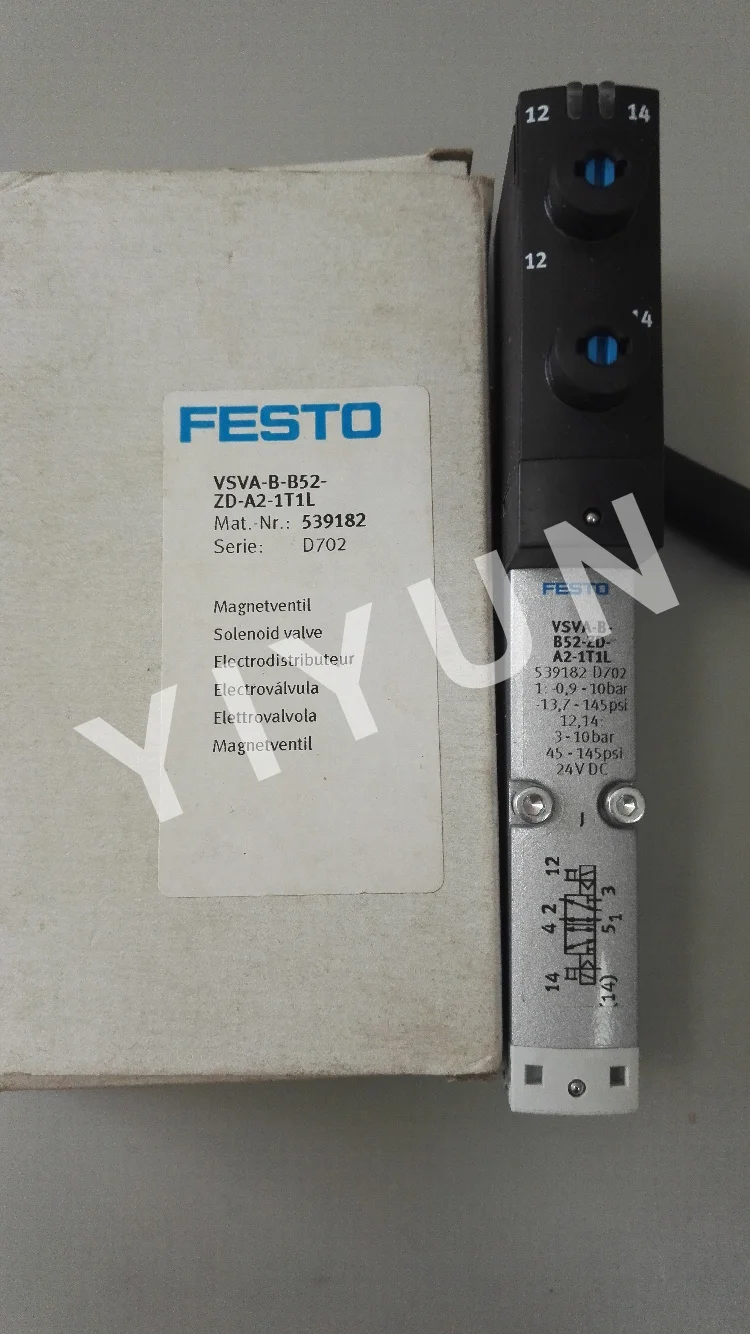 FESTO
VSVA-B-B52-
ZD-A2-1T1L
Mat.-Nr.: 539182
Serie: D702
Magnetventil
Solenoid valve
Electrodistributeur
Electroválvula
Elettrovalvola
Magnetventil
12 14
12
14
FESTO
VSVA-B-
B52-ZD-
A2-1T1L
539182 D702
1: -0,9 - 10bar
-13,7 - 145psi
12,14:
3 - 10bar
45 - 145psi
24V DC
12
4 2
3
5 1
14
(14)
YIYUN